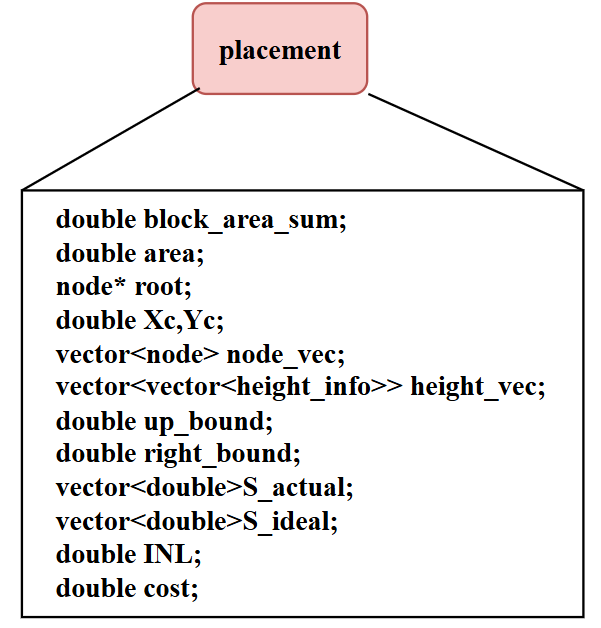 placement
double block_area_sum;
double area;
node* root;
double Xc,Yc;
vector<node> node_vec;
vector<vector<height_info>> height_vec;
double up_bound;
double right_bound;
vector<double>S_actual;
vector<double>S_ideal;
double INL;
double cost;